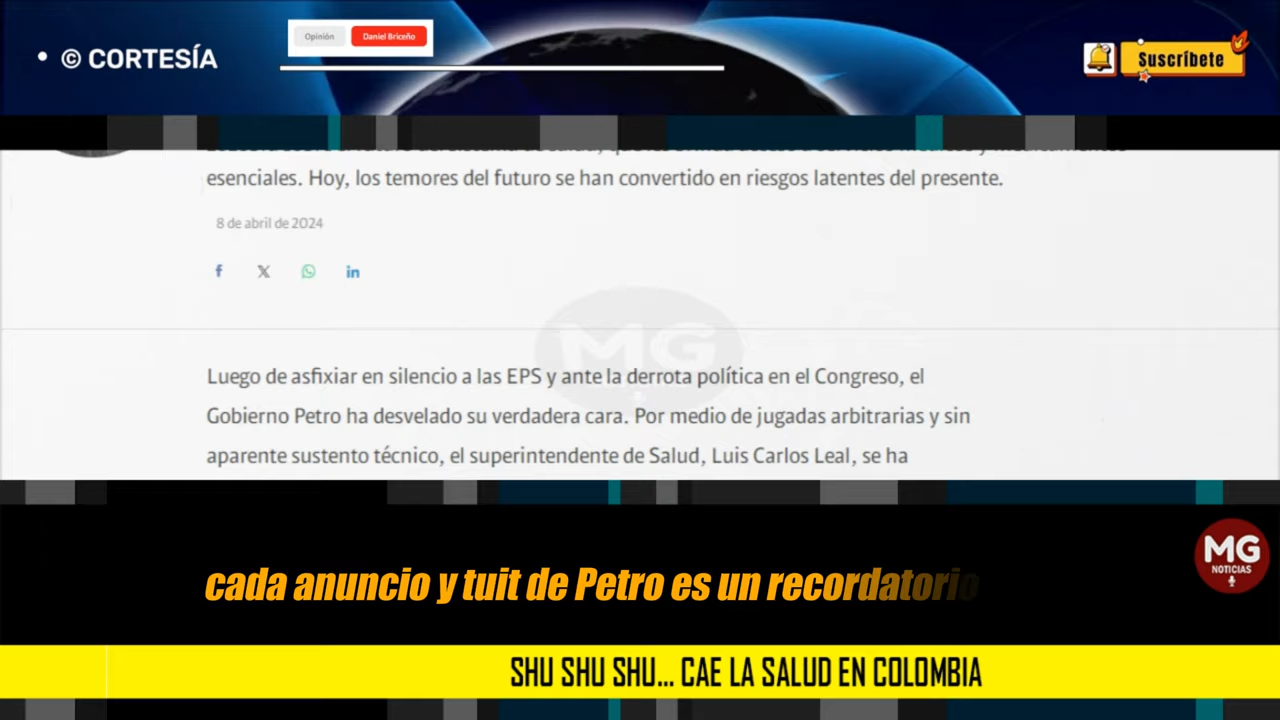 Opinión Daniel Briceño
• © CORTESÍA
Suscríbete
esenciales. Hoy, los temores del futuro se han convertido en riesgos latentes del presente.
8 de abril de 2024
MG
Luego de asfixiar en silencio a las EPS y ante la derrota política en el Congreso, el
Gobierno Petro ha desvelado su verdadera cara. Por medio de jugadas arbitrarias y sin
aparente sustento técnico, el superintendente de Salud, Luis Carlos Leal, se ha
MG
NOTICIAS
cada anuncio y tuit de Petro es un recordatorio
SHU SHU SHU... CAE LA SALUD EN COLOMBIA